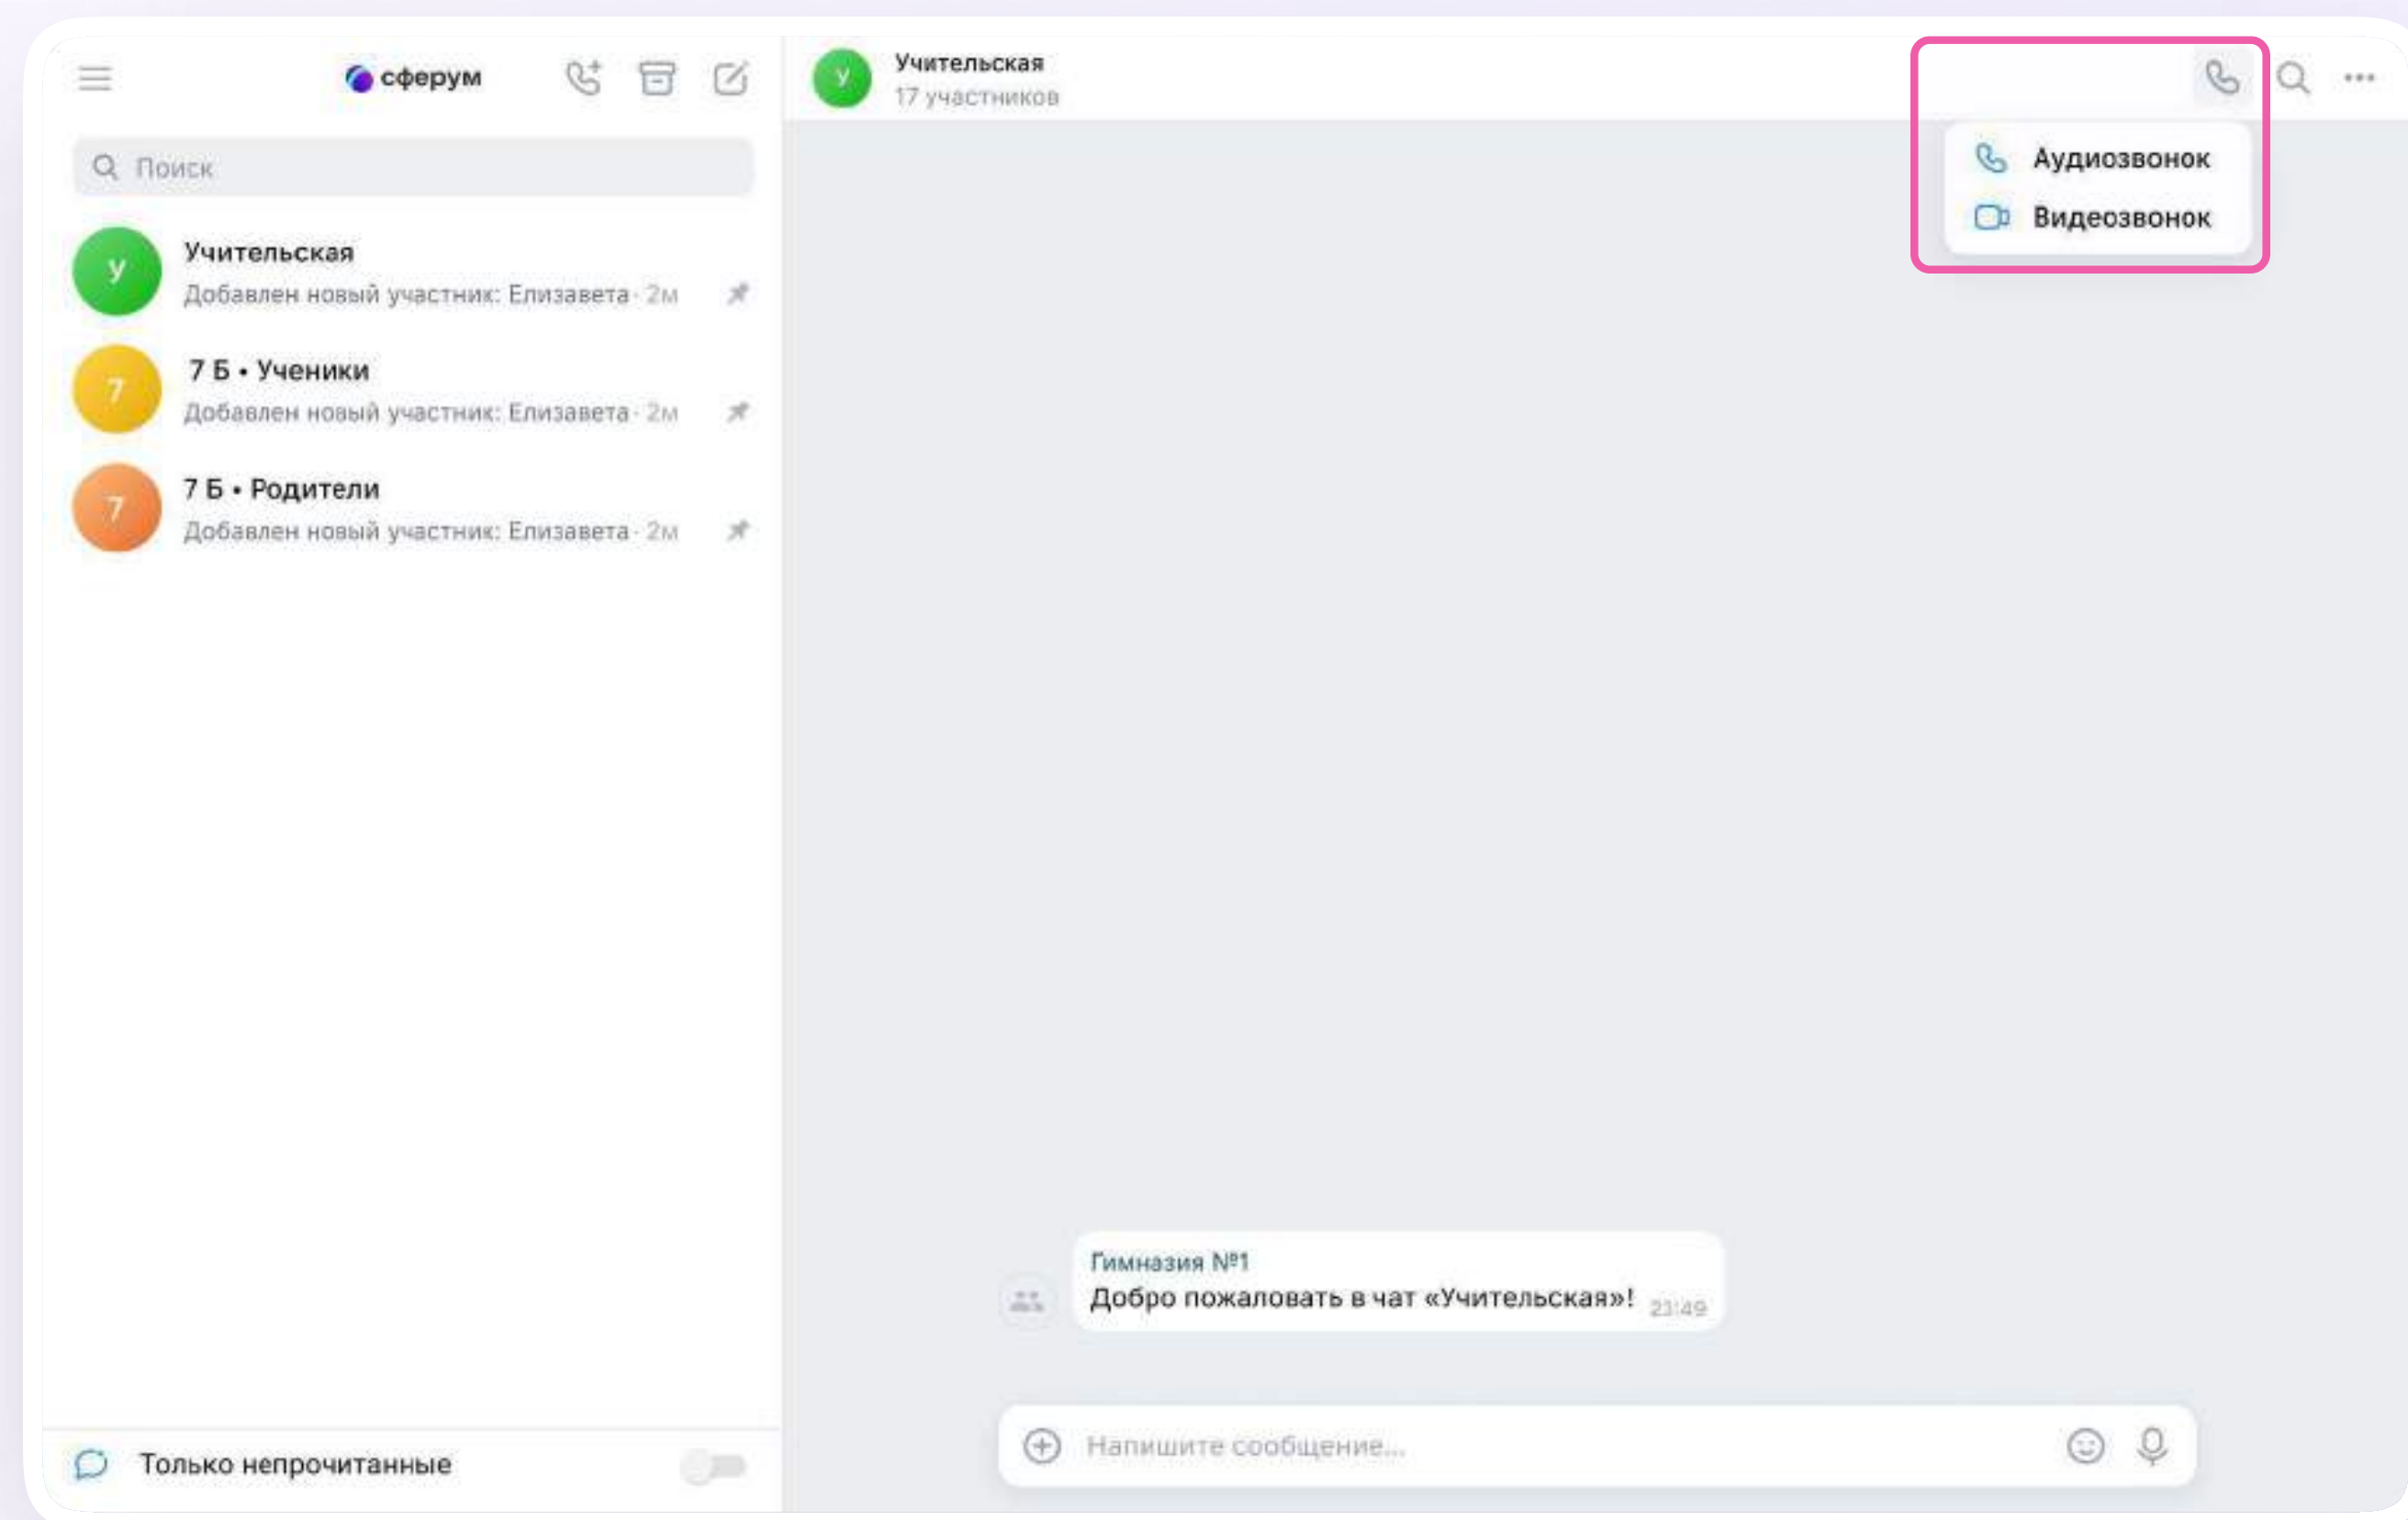 сферум
Поиск
У
Учительская
Добавлен новый участник: Елизавета · 2м
7
7 Б • Ученики
Добавлен новый участник: Елизавета · 2м
7
7 Б • Родители
Добавлен новый участник: Елизавета · 2м
Только непрочитанные
У
Учительская
17 участников
Аудиозвонок
Видеозвонок
Гимназия №1
Добро пожаловать в чат «Учительская»! 23:49
Напишите сообщение...